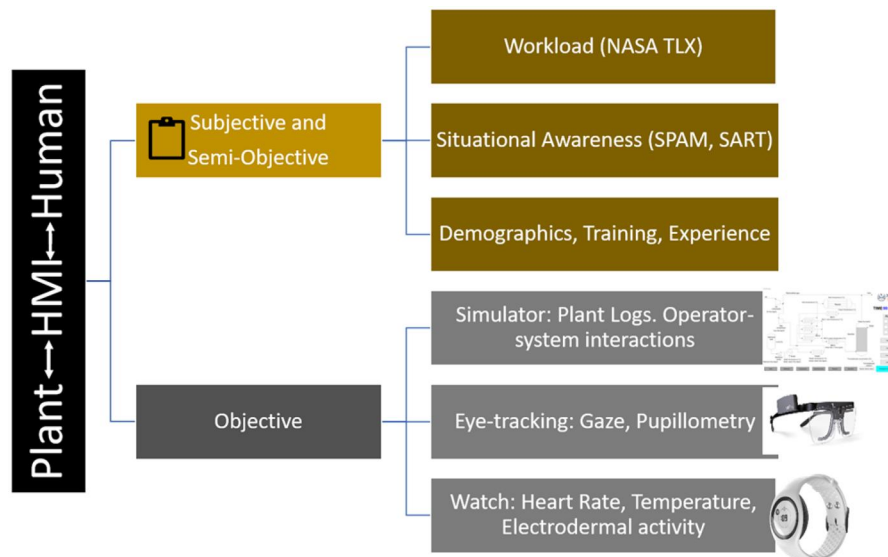 Plant↔HMI↔Human
Subjective and
Semi-Objective
Workload (NASA TLX)
Situational Awareness (SPAM, SART)
Demographics, Training, Experience
Objective
Simulator: Plant Logs. Operator-
system interactions
Eye-tracking: Gaze, Pupillometry
Watch: Heart Rate, Temperature,
Electrodermal activity